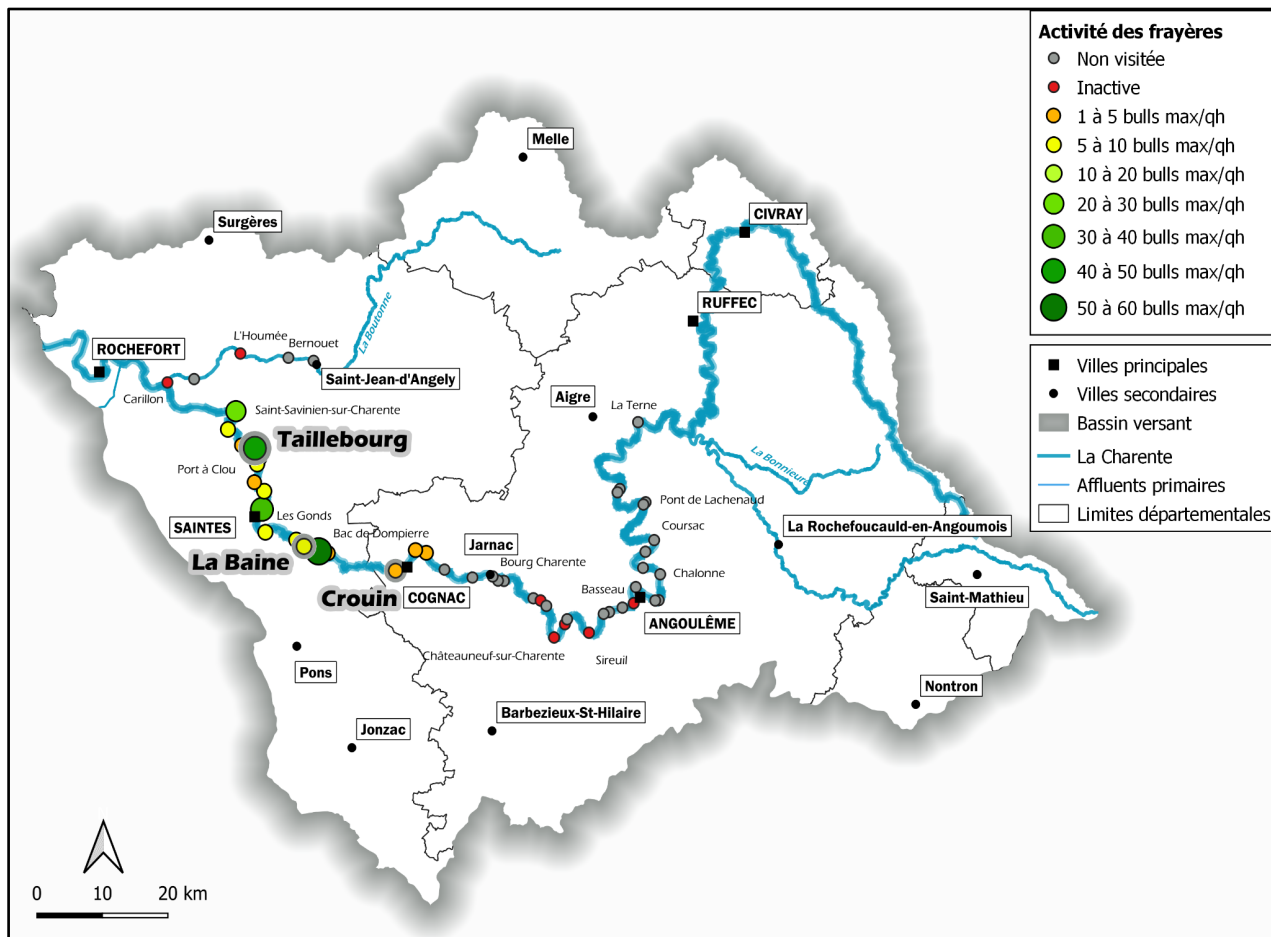 Activité des frayères
Non visitée
Inactive
1 à 5 bulls max/qh
5 à 10 bulls max/qh
10 à 20 bulls max/qh
20 à 30 bulls max/qh
30 à 40 bulls max/qh
40 à 50 bulls max/qh
50 à 60 bulls max/qh
Villes principales
Villes secondaires
Bassin versant
La Charente
Affluents primaires
Limites départementales
Melle
Surgères
CIVRAY
La Boutonne
RUFFEC
L'Houmée
Bernouet
ROCHEFORT
Saint-Jean-d'Angely
Carillon
Aigre
La Terne
Saint-Savinien-sur-Charente
Taillebourg
La Bonnieure
Port à Clou
Pont de Lachenaud
Les Gonds
SAINTES
Coursac
La Rochefoucauld-en-Angoumois
Bac de Dompierre
Jarnac
La Baine
Bourg Charente
Chalonne
Crouin
COGNAC
Basseau
ANGOULÊME
Saint-Mathieu
Châteauneuf-sur-Charente
Sireuil
Pons
Nontron
Barbezieux-St-Hilaire
Jonzac
0 10 20 km